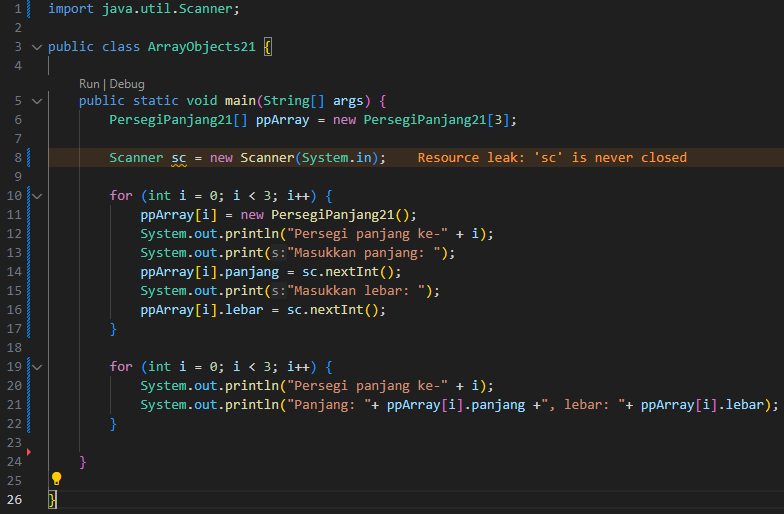 1 import java.util.Scanner;
2
3 public class ArrayObjects21 {
4
Run | Debug
5 public static void main(String[] args) {
6 PersegiPanjang21[] ppArray = new PersegiPanjang21[3];
7
8 Scanner sc = new Scanner(System.in); Resource leak: 'sc' is never closed
9
10 for (int i = 0; i < 3; i++) {
11 ppArray[i] = new PersegiPanjang21();
12 System.out.println("Persegi panjang ke-" + i);
13 System.out.print(s:"Masukkan panjang: ");
14 ppArray[i].panjang = sc.nextInt();
15 System.out.print(s:"Masukkan lebar: ");
16 ppArray[i].lebar = sc.nextInt();
17 }
18
19 for (int i = 0; i < 3; i++) {
20 System.out.println("Persegi panjang ke-" + i);
21 System.out.println("Panjang: "+ ppArray[i].panjang +", lebar: "+ ppArray[i].lebar);
22 }
23
24 }
25
26 }